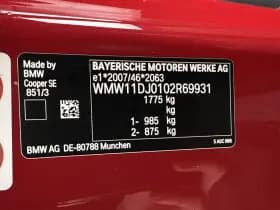 Made by
BMW
Cooper SE
851/3
BAYERISCHE MOTOREN WERKE AG
e1*2007/46*2063
WMW11DJ0102R69931
1775 kg
kg
1- 985 kg
2- 875 kg
BMW AG DE-80788 Munchen